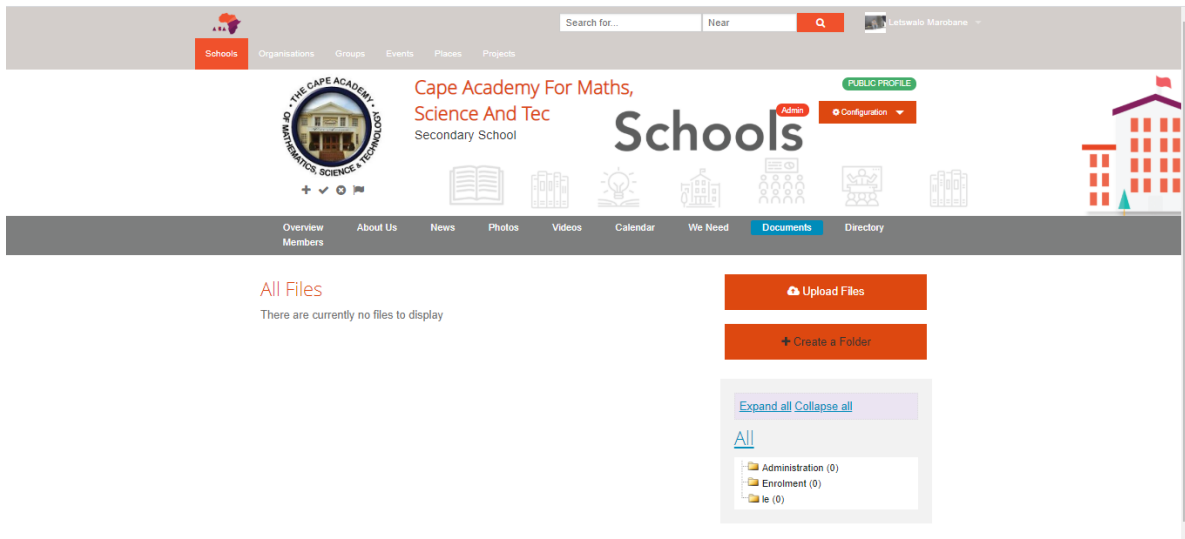 Search for...
Near
Letswalo Marobane
Schools
Organisations
Groups
Events
Places
Projects
THE CAPE ACADEMY
OF MATHEMATICS, SCIENCE & TECHNOLOGY
Cape Academy For Maths,
Science And Tec
Secondary School
Schools
Admin
PUBLIC PROFILE
Configuration
Overview
About Us
News
Photos
Videos
Calendar
We Need
Documents
Directory
Members
All Files
There are currently no files to display
Upload Files
Create a Folder
Expand all Collapse all
All
Administration (0)
Enrolment (0)
le (0)